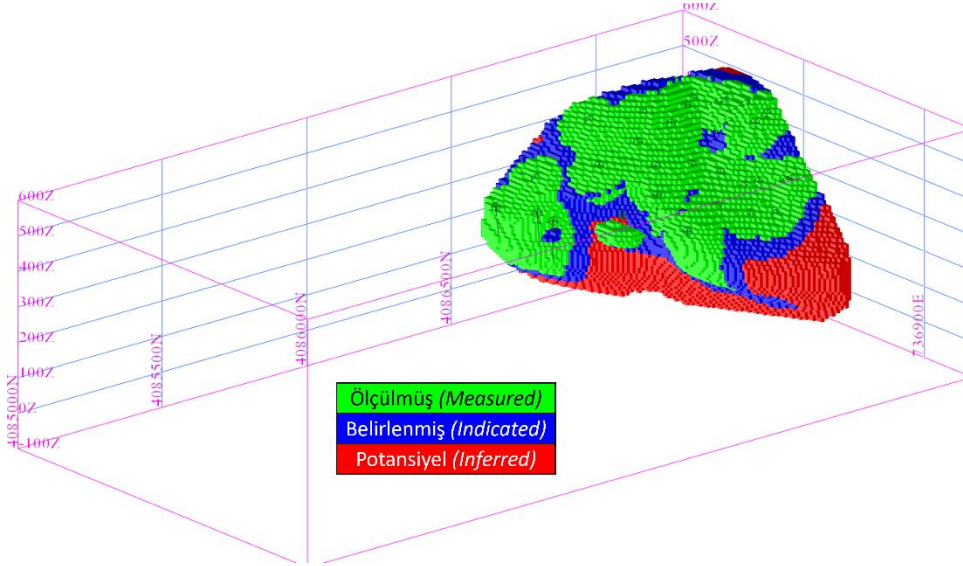 600Z
500Z
600Z
500Z
400Z
300Z
200Z
100Z
0Z
-100Z
4085000N
4085500N
4086000N
4086500N
736900E
Ölçülmüş (Measured)
Belirlenmiş (Indicated)
Potansiyel (Inferred)